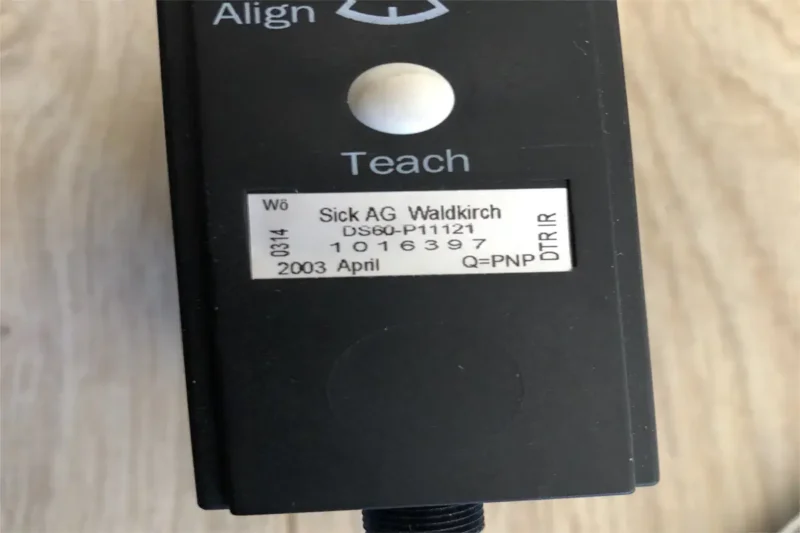 Align
Teach
Wö
Sick AG Waldkirch
DS60-P11121
1016397
0314
2003 April
Q=PNP
DTR IR